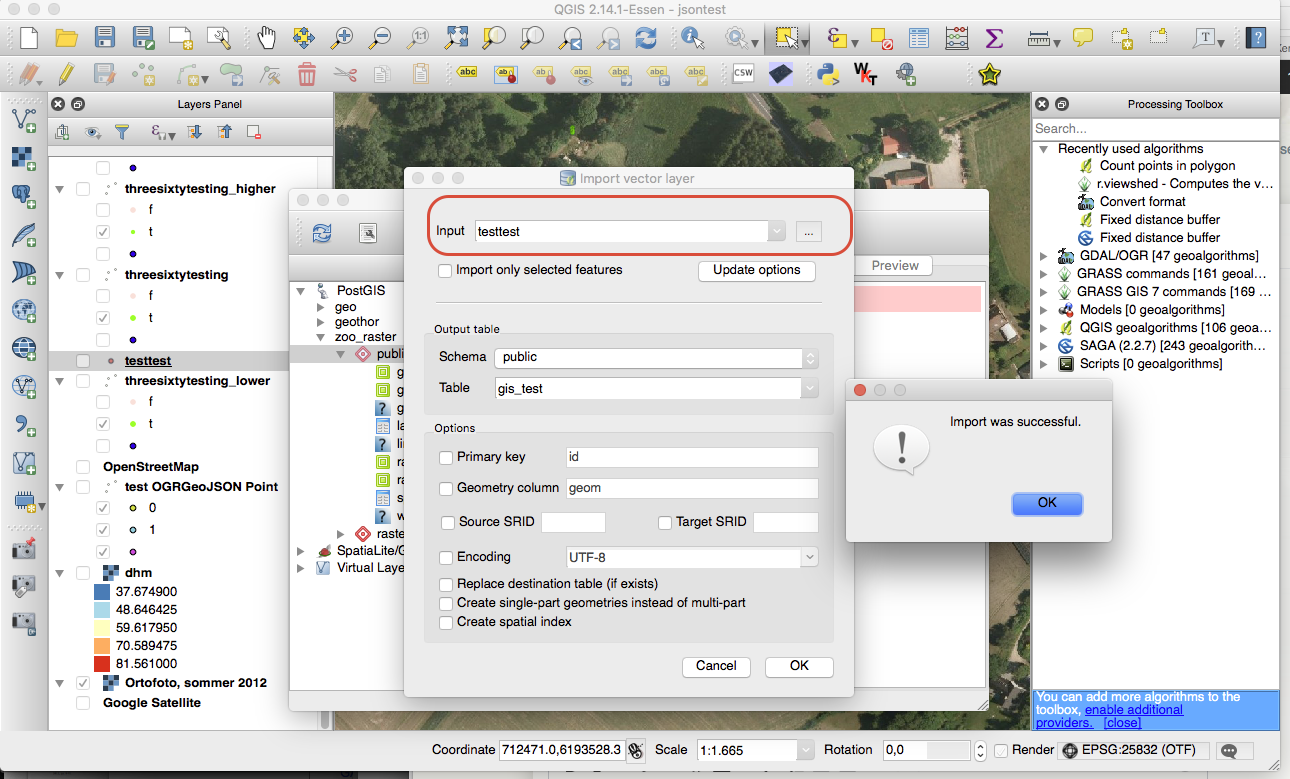 QGIS 2.14.1-Essen - jsontest
1:1
abc
abc
abc
abc
abc
abc
abc
CSW
WKT
Layers Panel
threesixtytesting_higher
f
t
threesixtytesting
f
t
testtest
threesixtytesting_lower
f
t
OpenStreetMap
test OGRGeoJSON Point
0
1
dhm
37.674900
48.646425
59.617950
70.589475
81.561000
Ortofoto, sommer 2012
Google Satellite
Preview
PostGIS
geo
geothor
zoo_raster
publi
raste
SpatiaLite/G
Virtual Laye
Import vector layer
Input
testtest
...
Import only selected features
Update options
Output table
Schema
public
Table
gis_test
Options
Primary key
id
Geometry column
geom
Source SRID
Target SRID
Encoding
UTF-8
Replace destination table (if exists)
Create single-part geometries instead of multi-part
Create spatial index
Cancel
OK
Import was successful.
OK
Processing Toolbox
Search...
Recently used algorithms
Count points in polygon
r.viewshed - Computes the v...
Convert format
Fixed distance buffer
Fixed distance buffer
GDAL/OGR [47 geoalgorithms]
GRASS commands [161 geoal...
GRASS GIS 7 commands [169 ...
Models [0 geoalgorithms]
QGIS geoalgorithms [106 geoa...
SAGA (2.2.7) [243 geoalgorith...
Scripts [0 geoalgorithms]
You can add more algorithms to the
toolbox, enable additional
providers. [close]
Coordinate 712471.0,6193528.3 Scale 1:1.665 Rotation 0,0 Render EPSG:25832 (OTF)